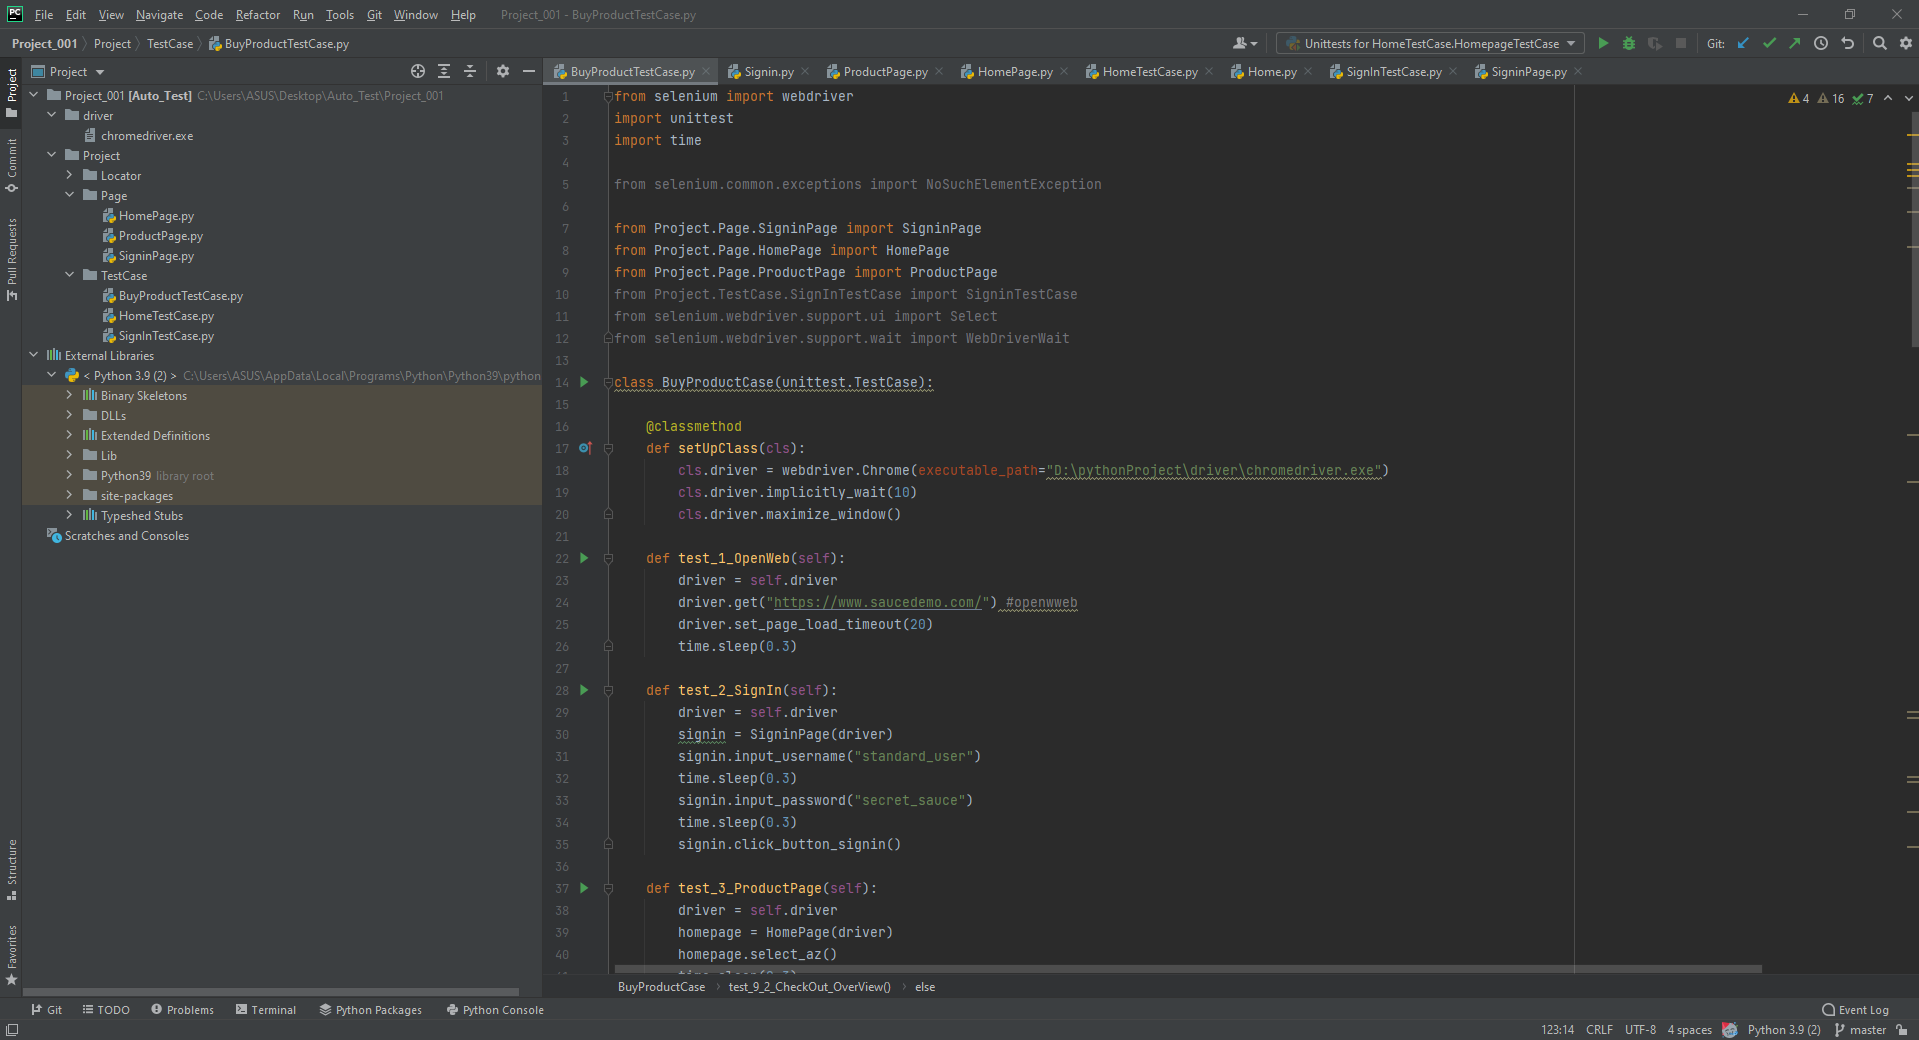 PC File Edit View Navigate Code Refactor Run Tools Git Window Help Project_001 - BuyProductTestCase.py
Project_001 Project TestCase BuyProductTestCase.py Unittests for HomeTestCase.HomepageTestCase Git:
Project
BuyProductTestCase.py Signin.py ProductPage.py HomePage.py HomeTestCase.py Home.py SignInTestCase.py SigninPage.py
Project
Commit
Pull Requests
Structure
Favorites
Project_001 [Auto_Test] C:\Users\ASUS\Desktop\Auto_Test\Project_001
driver
chromedriver.exe
Project
Locator
Page
HomePage.py
ProductPage.py
SigninPage.py
TestCase
BuyProductTestCase.py
HomeTestCase.py
SignInTestCase.py
External Libraries
< Python 3.9 (2) > C:\Users\ASUS\AppData\Local\Programs\Python\Python39\python
Binary Skeletons
DLLs
Extended Definitions
Lib
Python39 library root
site-packages
Typeshed Stubs
Scratches and Consoles
4 16 7
1 from selenium import webdriver
2 import unittest
3 import time
4
5 from selenium.common.exceptions import NoSuchElementException
6
7 from Project.Page.SigninPage import SigninPage
8 from Project.Page.HomePage import HomePage
9 from Project.Page.ProductPage import ProductPage
10 from Project.TestCase.SignInTestCase import SigninTestCase
11 from selenium.webdriver.support.ui import Select
12 from selenium.webdriver.support.wait import WebDriverWait
13
14 class BuyProductCase(unittest.TestCase):
15
16 @classmethod
17 def setUpClass(cls):
18 cls.driver = webdriver.Chrome(executable_path="D:\pythonProject\driver\chromedriver.exe")
19 cls.driver.implicitly_wait(10)
20 cls.driver.maximize_window()
21
22 def test_1_OpenWeb(self):
23 driver = self.driver
24 driver.get("https://www.saucedemo.com/") #openwweb
25 driver.set_page_load_timeout(20)
26 time.sleep(0.3)
27
28 def test_2_SignIn(self):
29 driver = self.driver
30 signin = SigninPage(driver)
31 signin.input_username("standard_user")
32 time.sleep(0.3)
33 signin.input_password("secret_sauce")
34 time.sleep(0.3)
35 signin.click_button_signin()
36
37 def test_3_ProductPage(self):
38 driver = self.driver
39 homepage = HomePage(driver)
40 homepage.select_az()
BuyProductCase test_9_2_CheckOut_OverView() else
Git TODO Problems Terminal Python Packages Python Console Event Log
123:14 CRLF UTF-8 4 spaces Python 3.9 (2) master